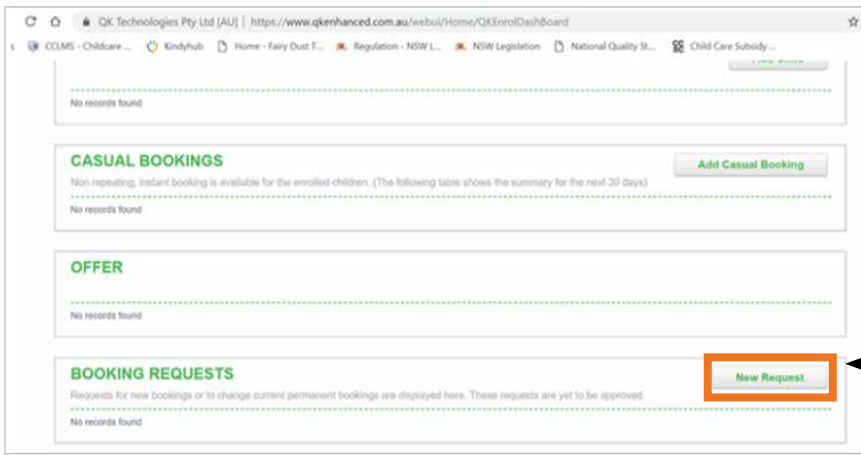 QK Technologies Pty Ltd [AU] | https://www.qkenhanced.com.au/webui/Home/QKEnrolDashBoard
s CCLMS - Childcare ... Kindyhub Home - Fairy Dust T... Regulation - NSW L... NSW Legislation National Quality St... Child Care Subsidy ...
No records found
CASUAL BOOKINGS
Add Casual Booking
Non repeating, instant booking is available for the enrolled children. (The following table shows the summary for the next 30 days)
No records found
OFFER
No records found
BOOKING REQUESTS
New Request
Requests for new bookings or to change current permanent bookings are displayed here. These requests are yet to be approved.
No records found